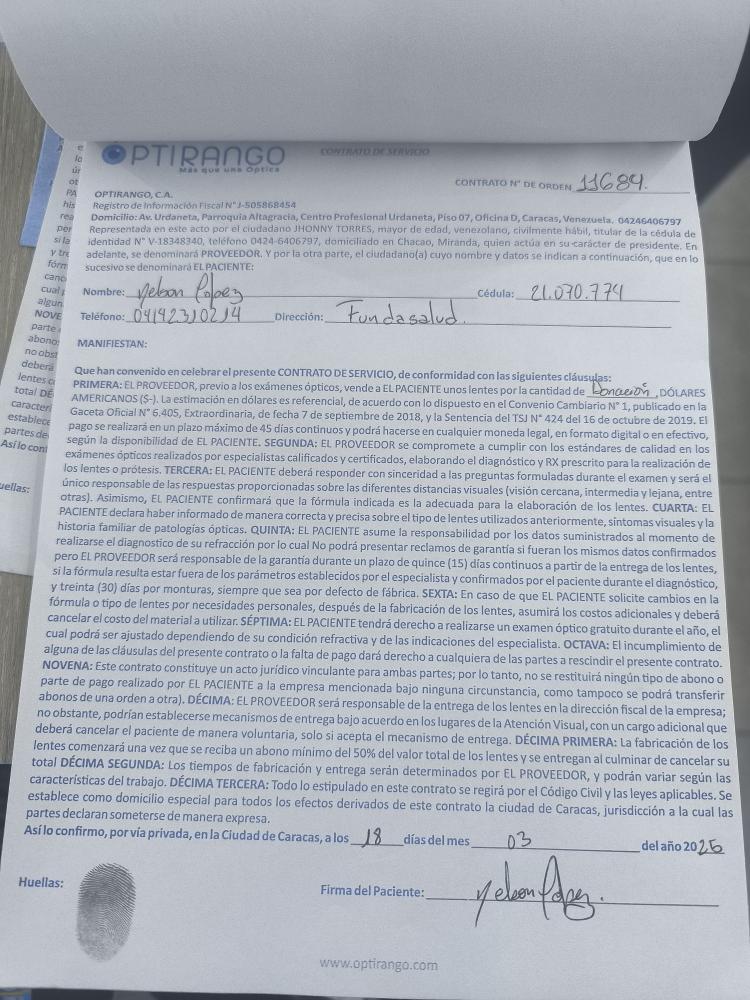 OPTIRANGO
Más que una Óptica
CONTRATO DE SERVICIO
CONTRATO N° DE ORDEN 11684.
OPTIRANGO, C.A.
Registro de Información Fiscal N° J-505868454
Domicilio: Av. Urdaneta, Parroquia Altagracia, Centro Profesional Urdaneta, Piso 07, Oficina D, Caracas, Venezuela. 04246406797
Representada en este acto por el ciudadano JHONNY TORRES, mayor de edad, venezolano, civilmente hábil, titular de la cédula de
identidad N° V-18348340, teléfono 0424-6406797, domiciliado en Chacao, Miranda, quien actúa en su carácter de presidente. En
adelante, se denominará PROVEEDOR. Y por la otra parte, el ciudadano(a) cuyo nombre y datos se indican a continuación, que en lo
sucesivo se denominará EL PACIENTE:
Nombre: Nelson López Cédula: 21.070.774
Teléfono: 04142310214 Dirección: Fundasalud.
MANIFIESTAN:
Que han convenido en celebrar el presente CONTRATO DE SERVICIO, de conformidad con las siguientes cláusulas:
PRIMERA: EL PROVEEDOR, previo a los exámenes ópticos, vende a EL PACIENTE unos lentes por la cantidad de Donación, DÓLARES
AMERICANOS ($-). La estimación en dólares es referencial, de acuerdo con lo dispuesto en el Convenio Cambiario N° 1, publicado en la
Gaceta Oficial N° 6.405, Extraordinaria, de fecha 7 de septiembre de 2018, y la Sentencia del TSJ N° 424 del 16 de octubre de 2019. El
pago se realizará en un plazo máximo de 45 días continuos y podrá hacerse en cualquier moneda legal, en formato digital o en efectivo,
según la disponibilidad de EL PACIENTE. SEGUNDA: EL PROVEEDOR se compromete a cumplir con los estándares de calidad en los
exámenes ópticos realizados por especialistas calificados y certificados, elaborando el diagnóstico y RX prescrito para la realización de
los lentes o prótesis. TERCERA: EL PACIENTE deberá responder con sinceridad a las preguntas formuladas durante el examen y será el
único responsable de las respuestas proporcionadas sobre las diferentes distancias visuales (visión cercana, intermedia y lejana, entre
otras). Asimismo, EL PACIENTE confirmará que la fórmula indicada es la adecuada para la elaboración de los lentes. CUARTA: EL
PACIENTE declara haber informado de manera correcta y precisa sobre el tipo de lentes utilizados anteriormente, síntomas visuales y la
historia familiar de patologías ópticas. QUINTA: EL PACIENTE asume la responsabilidad por los datos suministrados al momento de
realizarse el diagnostico de su refracción por lo cual No podrá presentar reclamos de garantía si fueran los mismos datos confirmados
pero EL PROVEEDOR será responsable de la garantía durante un plazo de quince (15) días continuos a partir de la entrega de los lentes,
si la fórmula resulta estar fuera de los parámetros establecidos por el especialista y confirmados por el paciente durante el diagnóstico,
y treinta (30) días por monturas, siempre que sea por defecto de fábrica. SEXTA: En caso de que EL PACIENTE solicite cambios en la
fórmula o tipo de lentes por necesidades personales, después de la fabricación de los lentes, asumirá los costos adicionales y deberá
cancelar el costo del material a utilizar. SÉPTIMA: EL PACIENTE tendrá derecho a realizarse un examen óptico gratuito durante el año, el
cual podrá ser ajustado dependiendo de su condición refractiva y de las indicaciones del especialista. OCTAVA: El incumplimiento de
alguna de las cláusulas del presente contrato o la falta de pago dará derecho a cualquiera de las partes a rescindir el presente contrato.
NOVENA: Este contrato constituye un acto jurídico vinculante para ambas partes; por lo tanto, no se restituirá ningún tipo de abono o
parte de pago realizado por EL PACIENTE a la empresa mencionada bajo ninguna circunstancia, como tampoco se podrá transferir
abonos de una orden a otra). DÉCIMA: EL PROVEEDOR será responsable de la entrega de los lentes en la dirección fiscal de la empresa;
no obstante, podrían establecerse mecanismos de entrega bajo acuerdo en los lugares de la Atención Visual, con un cargo adicional que
deberá cancelar el paciente de manera voluntaria, solo si acepta el mecanismo de entrega. DÉCIMA PRIMERA: La fabricación de los
lentes comenzará una vez que se reciba un abono mínimo del 50% del valor total de los lentes y se entregan al culminar de cancelar su
total DÉCIMA SEGUNDA: Los tiempos de fabricación y entrega serán determinados por EL PROVEEDOR, y podrán variar según las
características del trabajo. DÉCIMA TERCERA: Todo lo estipulado en este contrato se regirá por el Código Civil y las leyes aplicables. Se
establece como domicilio especial para todos los efectos derivados de este contrato la ciudad de Caracas, jurisdicción a la cual las
partes declaran someterse de manera expresa.
Así lo confirmo, por vía privada, en la Ciudad de Caracas, a los 18 días del mes 03 del año 2025
Huellas:
Firma del Paciente: Nelson López.
www.optirango.com